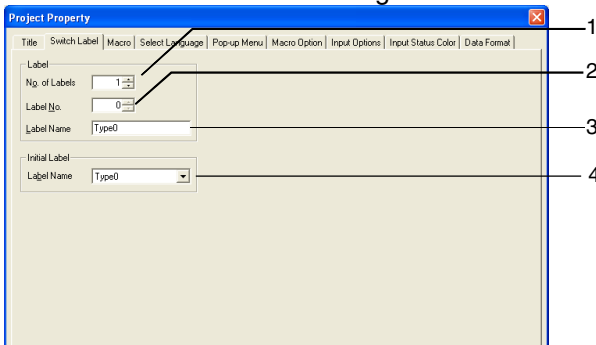 Project Property
Title Switch Label Macro Select Language Pop-up Menu Macro Option Input Options Input Status Color Data Format
1
Label
No. of Labels 1
2
Label No. 0
Label Name Type0
3
Initial Label
Label Name Type0
4